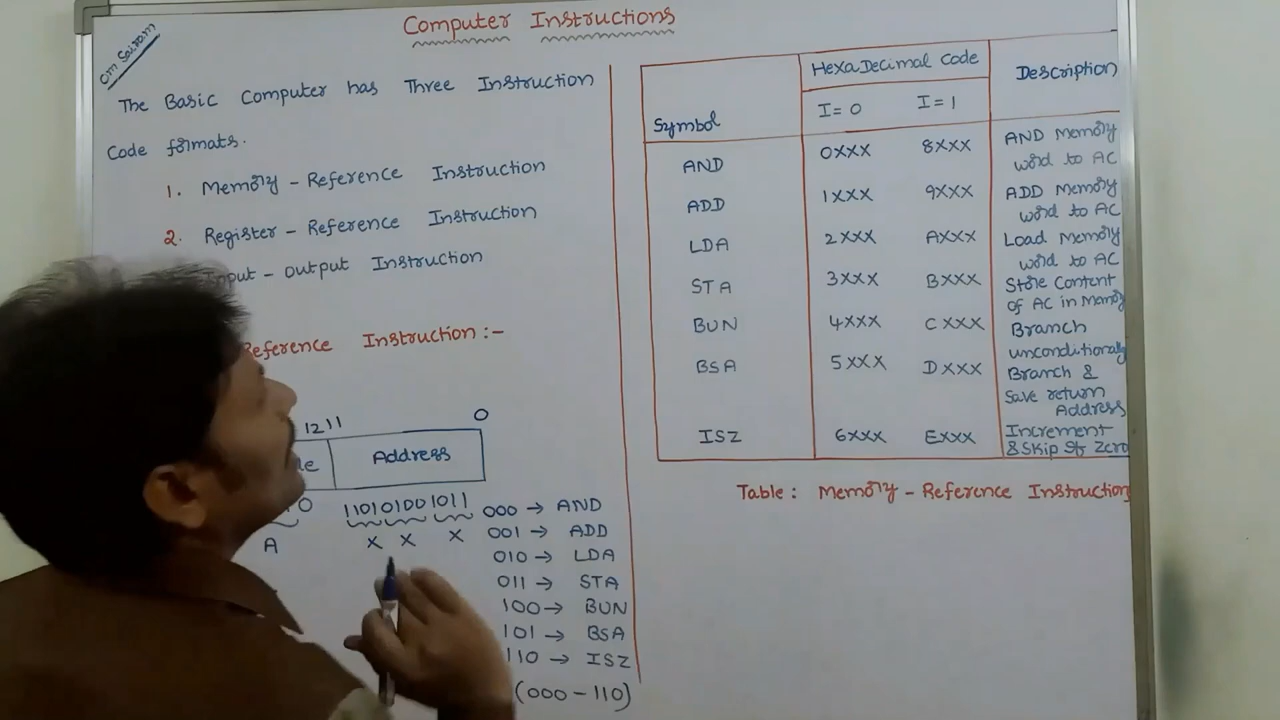 Om Sairam
Computer Instructions
The Basic Computer has Three Instruction
Code formats.
1. Memory - Reference Instruction
2. Register - Reference Instruction
Input - Output Instruction
Reference Instruction :-
1211 0
Address
0 110101001011
A X X X
000 → AND
001 → ADD
010 → LDA
011 → STA
100 → BUN
101 → BSA
110 → ISZ
(000 - 110)
Symbol Hexa Decimal Code Description
I = 0 I = 1
AND 0XXX 8XXX AND Memory
word to AC
ADD 1XXX 9XXX ADD Memory
word to AC
LDA 2XXX AXXX Load Memory
word to AC
STA 3XXX BXXX Store Content
of AC in Memory
BUN 4XXX CXXX Branch
unconditionally
BSA 5XXX DXXX Branch &
Save return
Address
ISZ 6XXX EXXX Increment
& Skip If Zero
Table : Memory - Reference Instruction